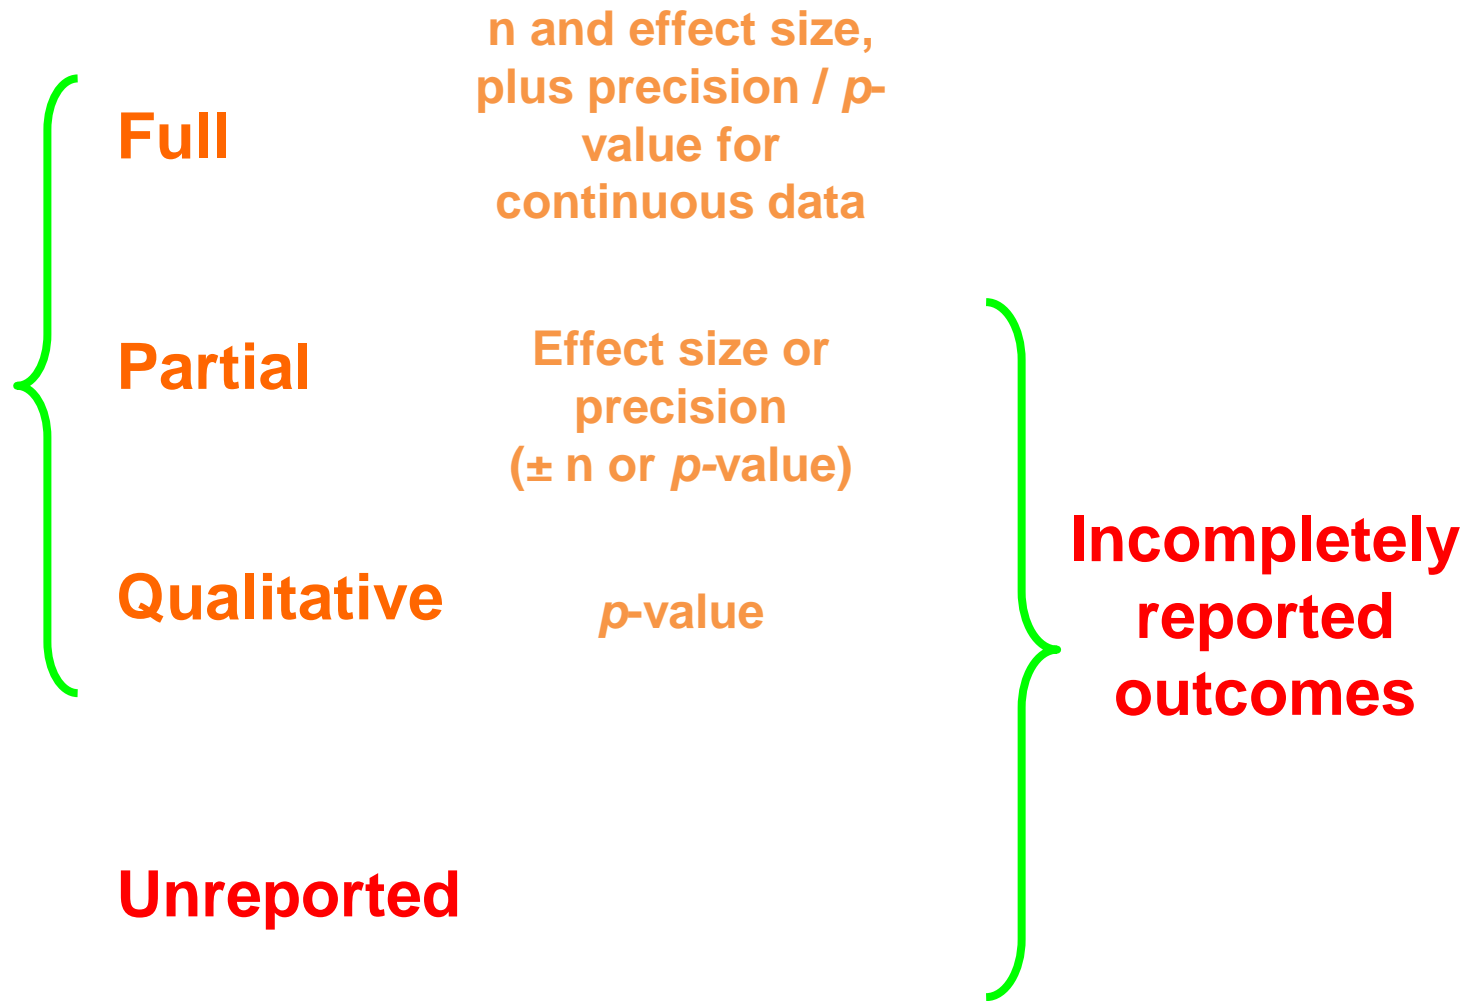 Full
n and effect size,
plus precision / p-
value for
continuous data
Partial
Effect size or
precision
(± n or p-value)
Qualitative
p-value
Unreported
Incompletely
reported
outcomes